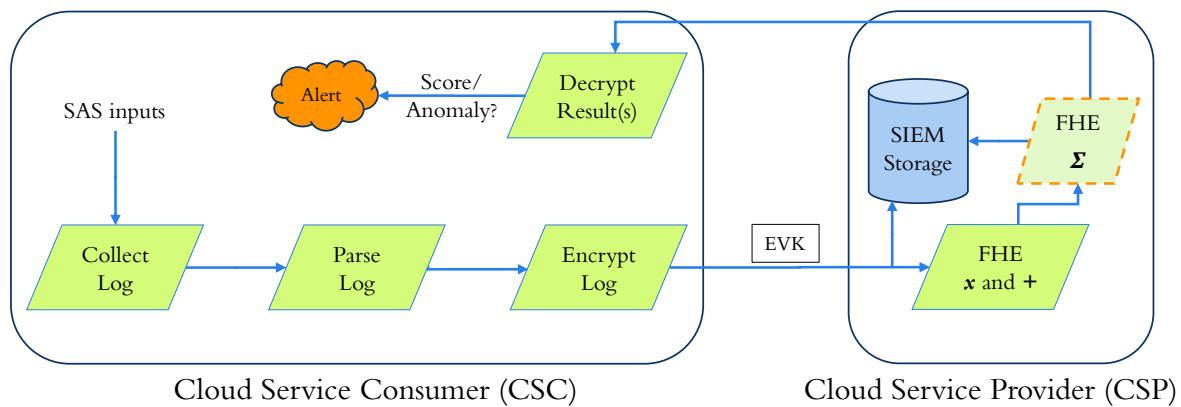 SAS inputs
Alert
Score/
Anomaly?
Decrypt
Result(s)
SIEM
Storage
FHE
Σ
Collect
Log
Parse
Log
Encrypt
Log
EVK
FHE
x and +
Cloud Service Consumer (CSC)
Cloud Service Provider (CSP)